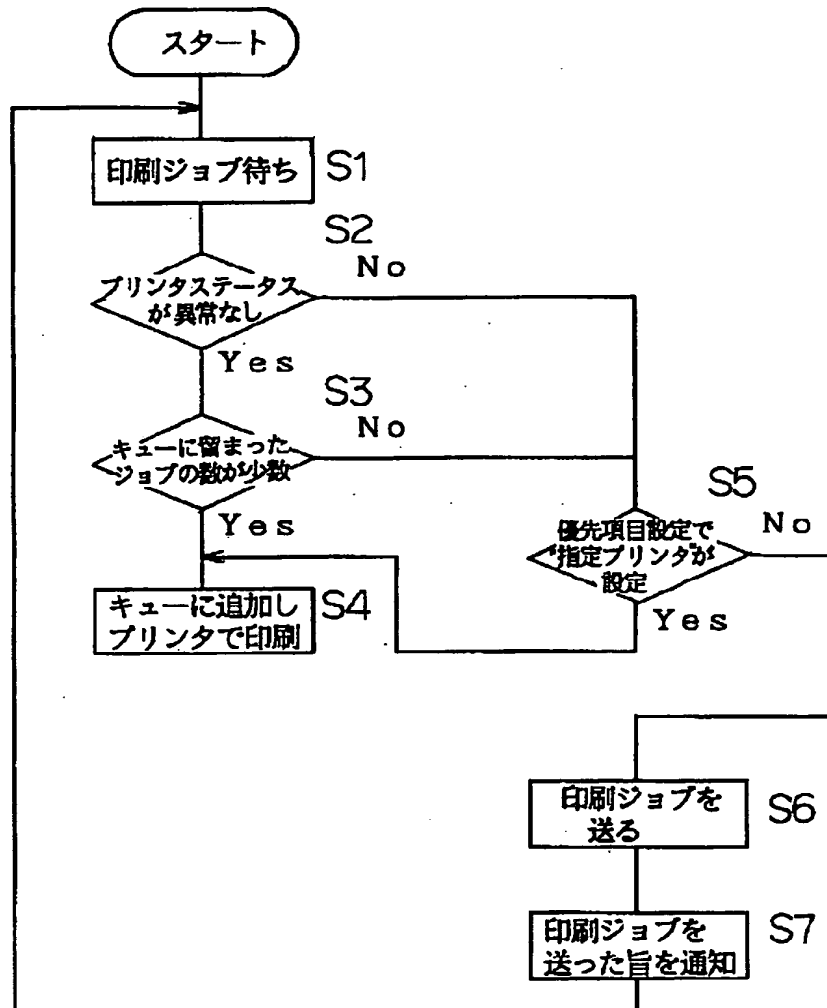 スタート
印刷ジョブ待ち
S1
S2
プリンタステータス
が異常なし
No
Yes
S3
キューに留まった
ジョブの数が少数
No
Yes
S4
キューに追加し
プリンタで印刷
S5
優先項目設定で
"指定プリンタ"が
設定
No
Yes
印刷ジョブを
送る
S6
印刷ジョブを
送った旨を通知
S7